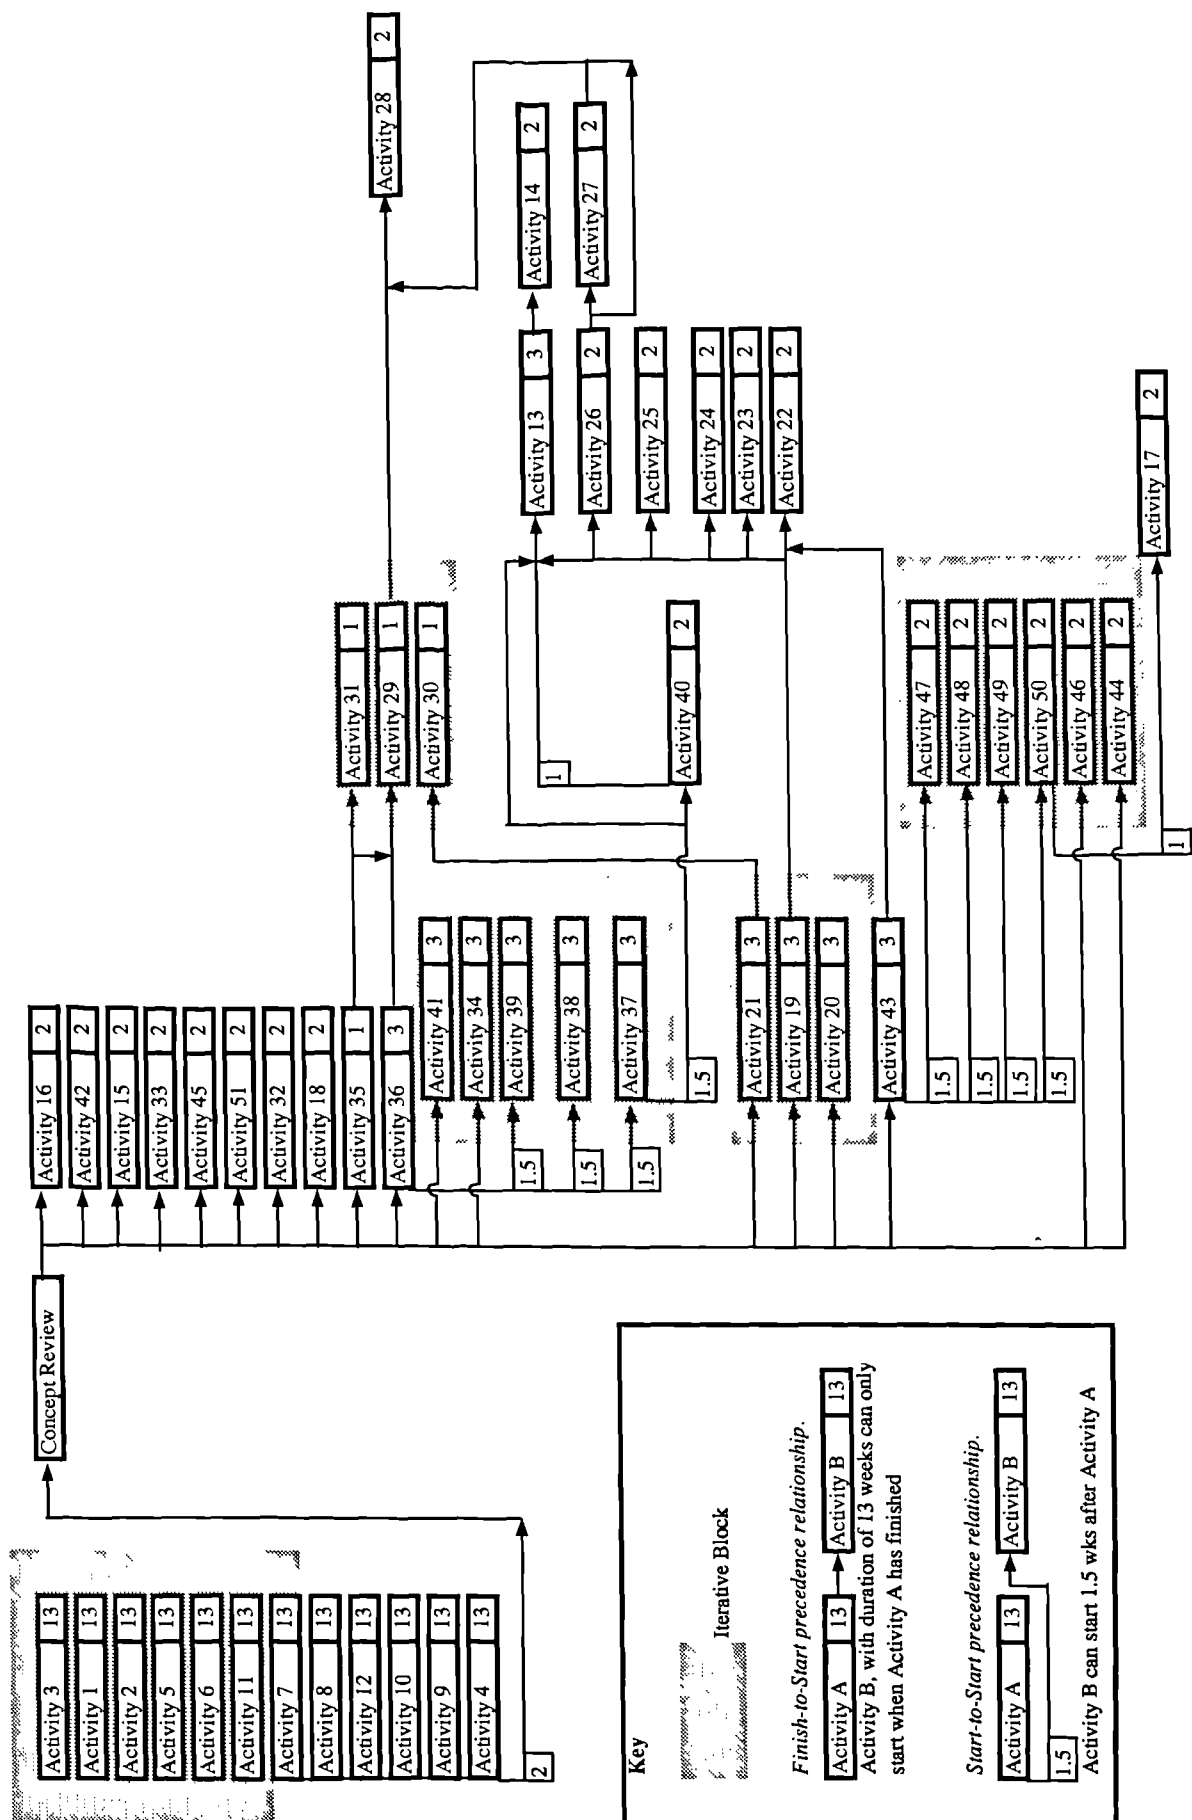 Activity 3 13
Activity 1 13
Activity 2 13
Activity 5 13
Activity 6 13
Activity 11 13
Activity 7 13
Activity 8 13
Activity 12 13
Activity 10 13
Activity 9 13
Activity 4 13
2
Concept Review
Activity 16 2
Activity 42 2
Activity 15 2
Activity 33 2
Activity 45 2
Activity 51 2
Activity 32 2
Activity 18 2
Activity 35 1
Activity 36 3
1.5
1.5
1.5
Activity 41 3
Activity 34 3
Activity 39 3
Activity 38 3
Activity 37 3
1.5
Activity 21 3
Activity 19 3
Activity 20 3
Activity 43 3
1.5
1.5
1.5
1.5
Activity 31 1
Activity 29 1
Activity 30 1
1
Activity 40 2
Activity 47 2
Activity 48 2
Activity 49 2
Activity 50 2
Activity 46 2
Activity 44 2
1
Activity 13 3
Activity 26 2
Activity 25 2
Activity 24 2
Activity 23 2
Activity 22 2
Activity 17 2
Activity 14 2
Activity 27 2
Activity 28 2
Key
Iterative Block
Finish-to-Start precedence relationship.
Activity A 13 Activity B 13
Activity B, with duration of 13 weeks can only
start when Activity A has finished
Start-to-Start precedence relationship.
Activity A 13 Activity B 13
1.5
Activity B can start 1.5 wks after Activity A